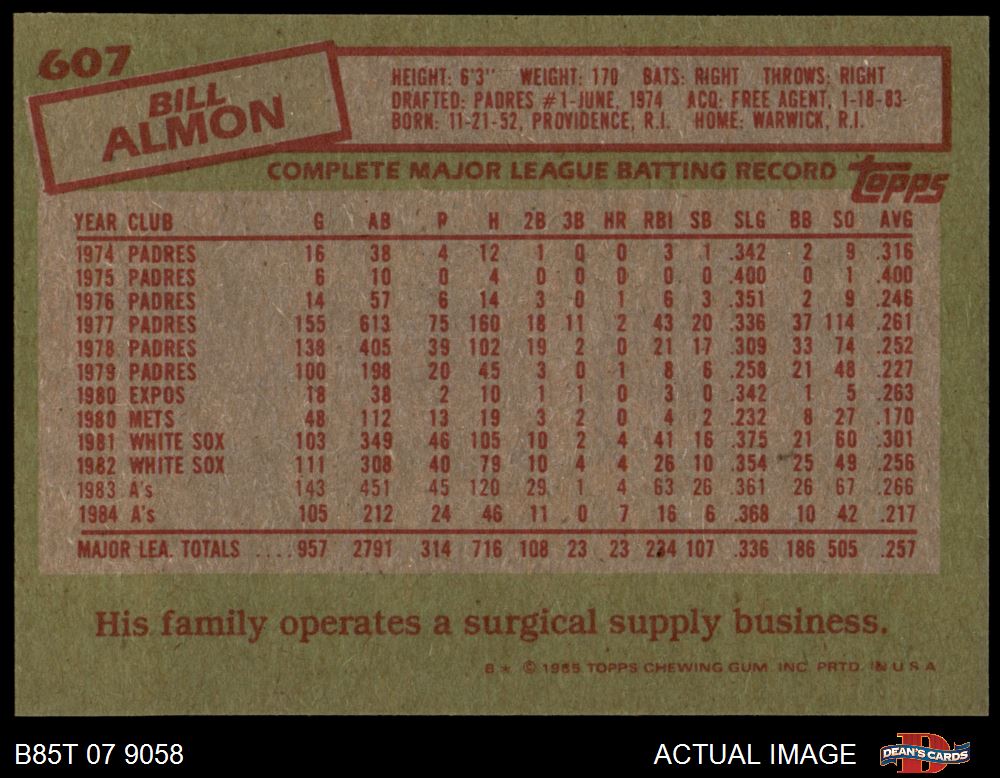 607
BILL
ALMON
HEIGHT: 6'3" WEIGHT: 170 BATS: RIGHT THROWS: RIGHT
DRAFTED: PADRES #1-JUNE, 1974 ACQ: FREE AGENT, 1-18-83
BORN: 11-21-52, PROVIDENCE, R.I. HOME: WARWICK, R.I.
COMPLETE MAJOR LEAGUE BATTING RECORD topps
YEAR CLUB G AB R H 2B 3B HR RBI SB SLG BB SO AVG
1974 PADRES 16 38 4 12 1 0 0 3 1 .342 2 9 .316
1975 PADRES 6 10 0 4 0 0 0 0 0 .400 0 1 .400
1976 PADRES 14 57 6 14 3 0 1 6 3 .351 2 9 .246
1977 PADRES 155 613 75 160 18 11 2 43 20 .336 37 114 .261
1978 PADRES 138 405 39 102 19 2 0 21 17 .309 33 74 .252
1979 PADRES 100 198 20 45 3 0 1 8 6 .258 21 48 .227
1980 EXPOS 18 38 2 10 1 1 0 3 0 .342 1 5 .263
1980 METS 48 112 13 19 3 2 0 4 2 .232 8 27 .170
1981 WHITE SOX 103 349 46 105 10 2 4 41 16 .375 21 60 .301
1982 WHITE SOX 111 308 40 79 10 4 4 26 10 .354 25 49 .256
1983 A's 143 451 45 120 29 1 4 63 26 .361 26 67 .266
1984 A's 105 212 24 46 11 0 7 16 6 .368 10 42 .217
MAJOR LEA. TOTALS .... 957 2791 314 716 108 23 23 234 107 .336 186 505 .257
His family operates a surgical supply business.
B * © 1985 TOPPS CHEWING GUM, INC. PRTD. IN U S A
B85T 07 9058 ACTUAL IMAGE DEAN'S CARDS